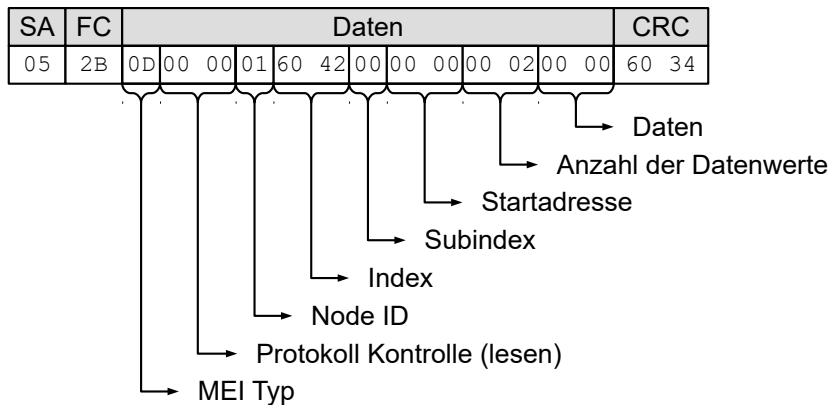 SA FC Daten CRC
05 2B 0D 00 00 01 60 42 00 00 00 00 02 00 00 60 34
Daten
Anzahl der Datenwerte
Startadresse
Subindex
Index
Node ID
Protokoll Kontrolle (lesen)
MEI Typ